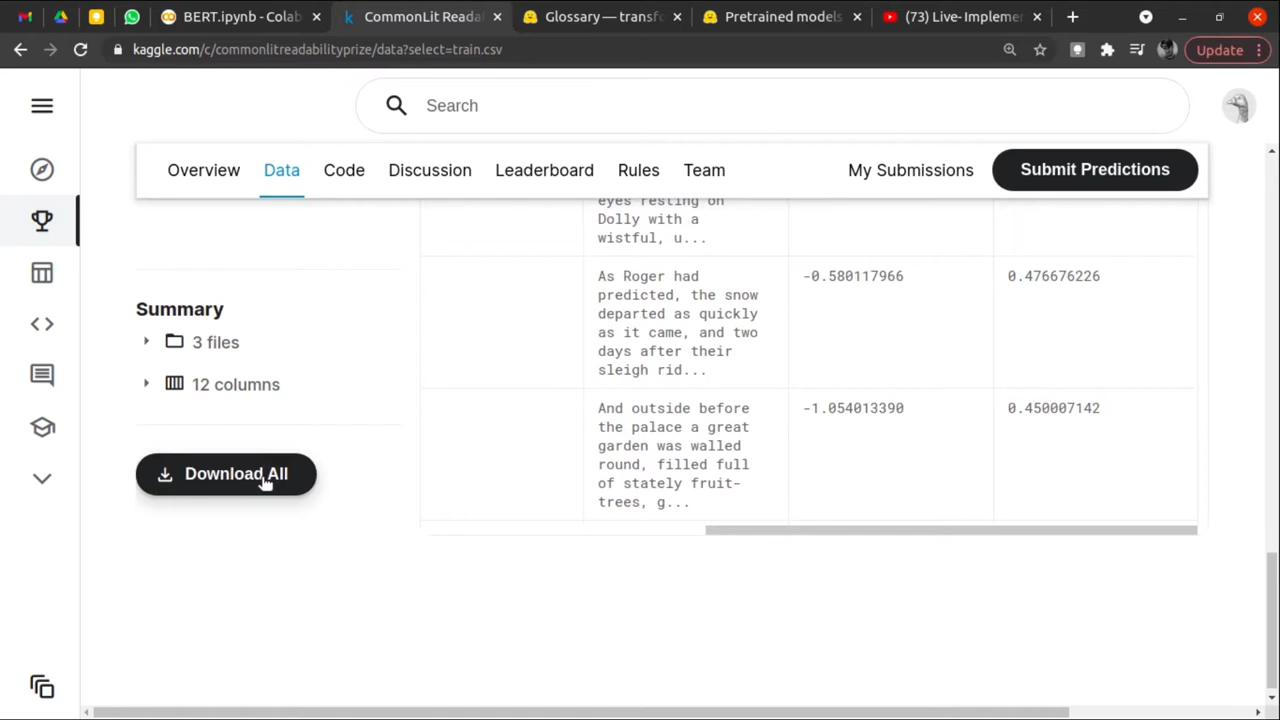 BERT.ipynb - Colab
CommonLit Reada
Glossary — transfo
Pretrained models
(73) Live- Implemen
kaggle.com/c/commonlitreadabilityprize/data?select=train.csv
Update
Search
Overview
Data
Code
Discussion
Leaderboard
Rules
Team
My Submissions
Submit Predictions
eyes resting on
Dolly with a
wistful, u...
As Roger had
predicted, the snow
departed as quickly
as it came, and two
days after their
sleigh rid...
-0.580117966
0.476676226
And outside before
the palace a great
garden was walled
round, filled full
of stately fruit-
trees, g...
-1.054013390
0.450007142
Summary
3 files
12 columns
Download All